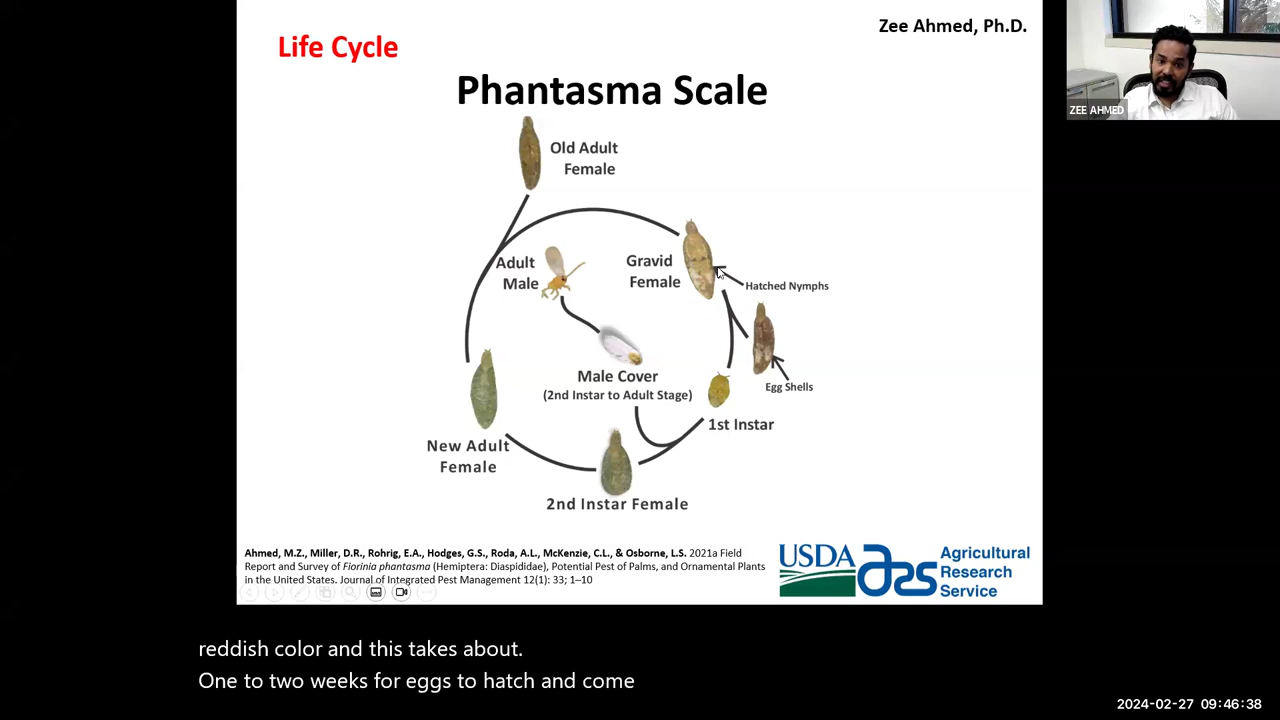 Zee Ahmed, Ph.D.
Life Cycle
Phantasma Scale
Old Adult
Female
Adult
Male
Gravid
Female
Hatched Nymphs
Egg Shells
Male Cover
(2nd Instar to Adult Stage)
1st Instar
New Adult
Female
2nd Instar Female
Ahmed, M.Z., Miller, D.R., Rohrig, E.A., Hodges, G.S., Roda, A.L., McKenzie, C.L., & Osborne, L.S. 2021a Field
Report and Survey of Fiorinia phantasma (Hemiptera: Diaspididae), Potential Pest of Palms, and Ornamental Plants
in the United States. Journal of Integrated Pest Management 12(1): 33; 1–10
USDA
ars
Agricultural
Research
Service
ZEE AHMED
reddish color and this takes about.
One to two weeks for eggs to hatch and come
2024-02-27 09:46:38